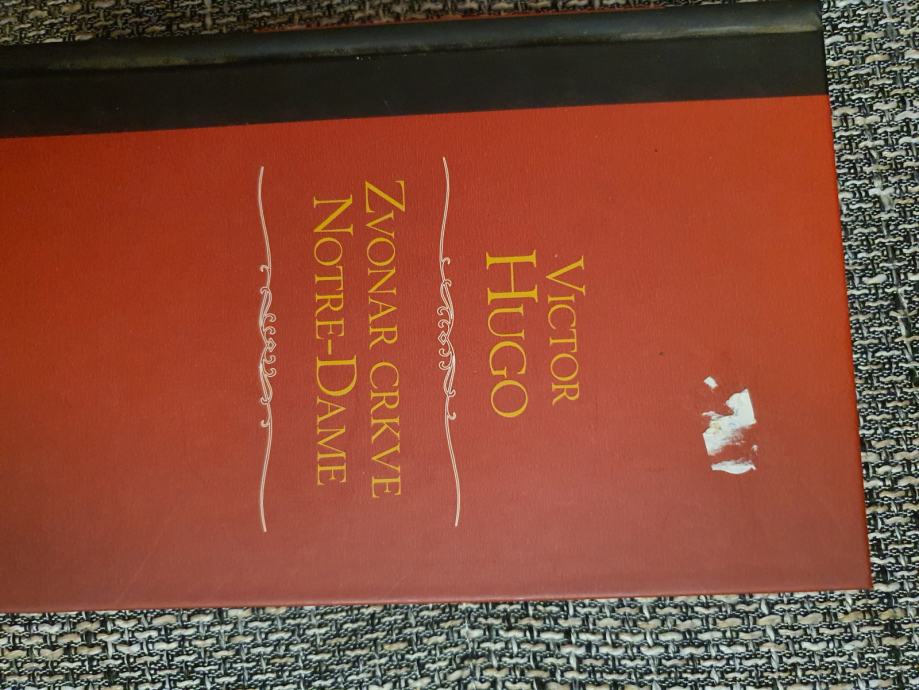 Victor
Hugo
Zvonar crkve
Notre-Dame